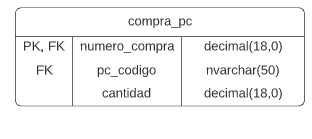 compra_pc
PK, FK numero_compra decimal(18,0)
FK pc_codigo nvarchar(50)
cantidad decimal(18,0)